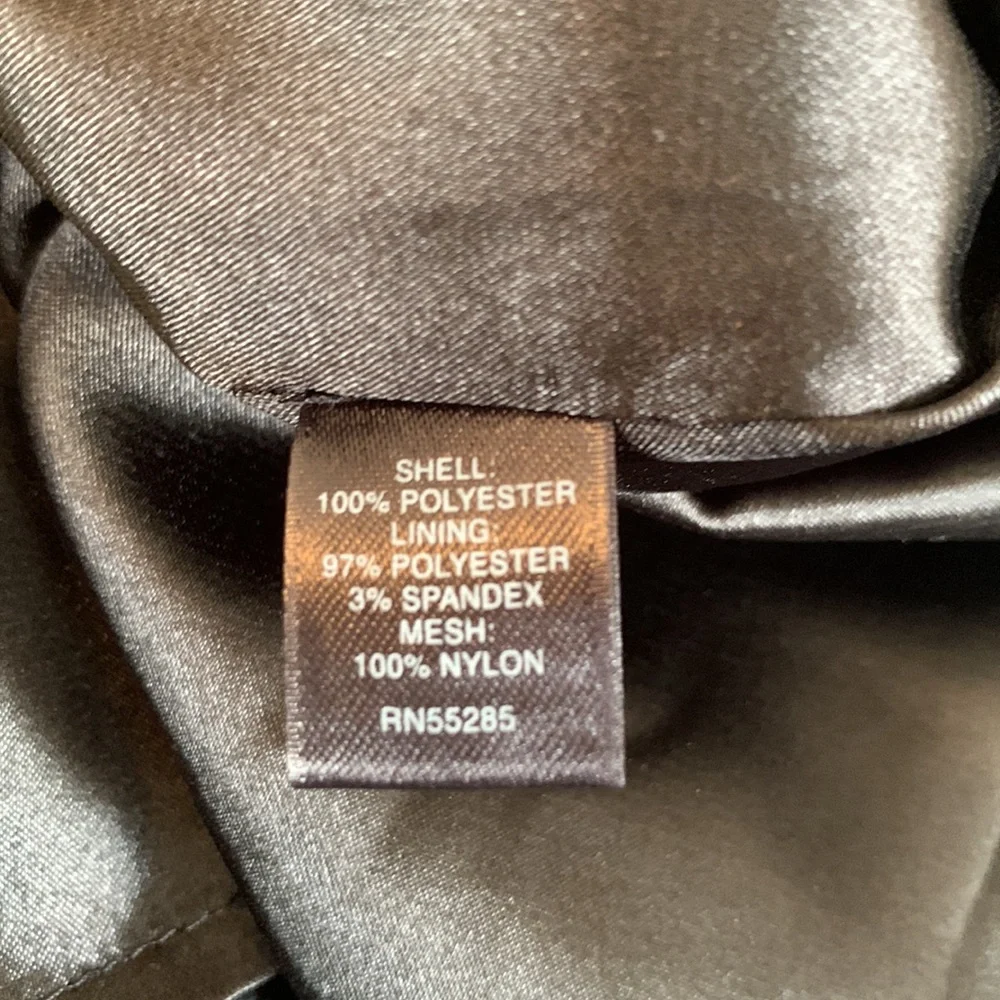 SHELL:
100% POLYESTER
LINING:
97% POLYESTER
3% SPANDEX
MESH:
100% NYLON
RN55285